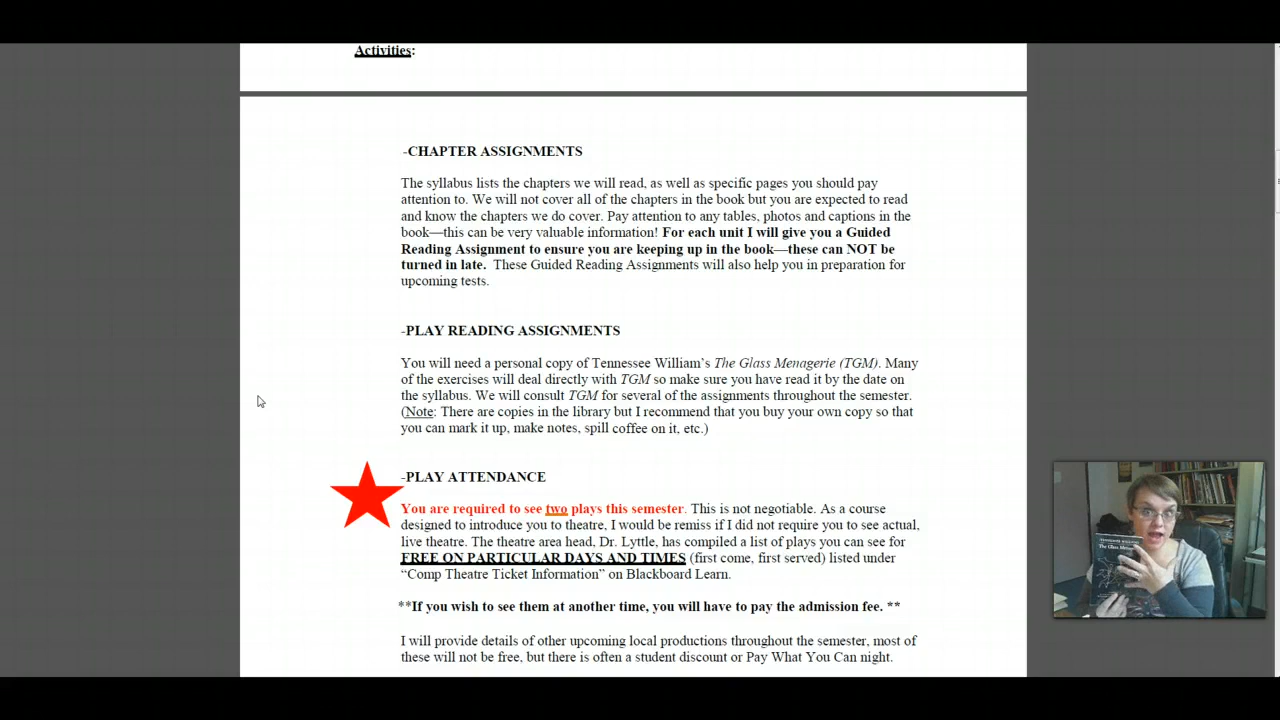 Activities:
-CHAPTER ASSIGNMENTS
The syllabus lists the chapters we will read, as well as specific pages you should pay
attention to. We will not cover all of the chapters in the book but you are expected to read
and know the chapters we do cover. Pay attention to any tables, photos and captions in the
book—this can be very valuable information! For each unit I will give you a Guided
Reading Assignment to ensure you are keeping up in the book—these can NOT be
turned in late. These Guided Reading Assignments will also help you in preparation for
upcoming tests.
-PLAY READING ASSIGNMENTS
You will need a personal copy of Tennessee William’s The Glass Menagerie (TGM). Many
of the exercises will deal directly with TGM so make sure you have read it by the date on
the syllabus. We will consult TGM for several of the assignments throughout the semester.
(Note: There are copies in the library but I recommend that you buy your own copy so that
you can mark it up, make notes, spill coffee on it, etc.)
-PLAY ATTENDANCE
You are required to see two plays this semester. This is not negotiable. As a course
designed to introduce you to theatre, I would be remiss if I did not require you to see actual,
live theatre. The theatre area head, Dr. Lyttle, has compiled a list of plays you can see for
FREE ON PARTICULAR DAYS AND TIMES (first come, first served) listed under
“Comp Theatre Ticket Information” on Blackboard Learn.
**If you wish to see them at another time, you will have to pay the admission fee. **
I will provide details of other upcoming local productions throughout the semester, most of
these will not be free, but there is often a student discount or Pay What You Can night.
The Glass